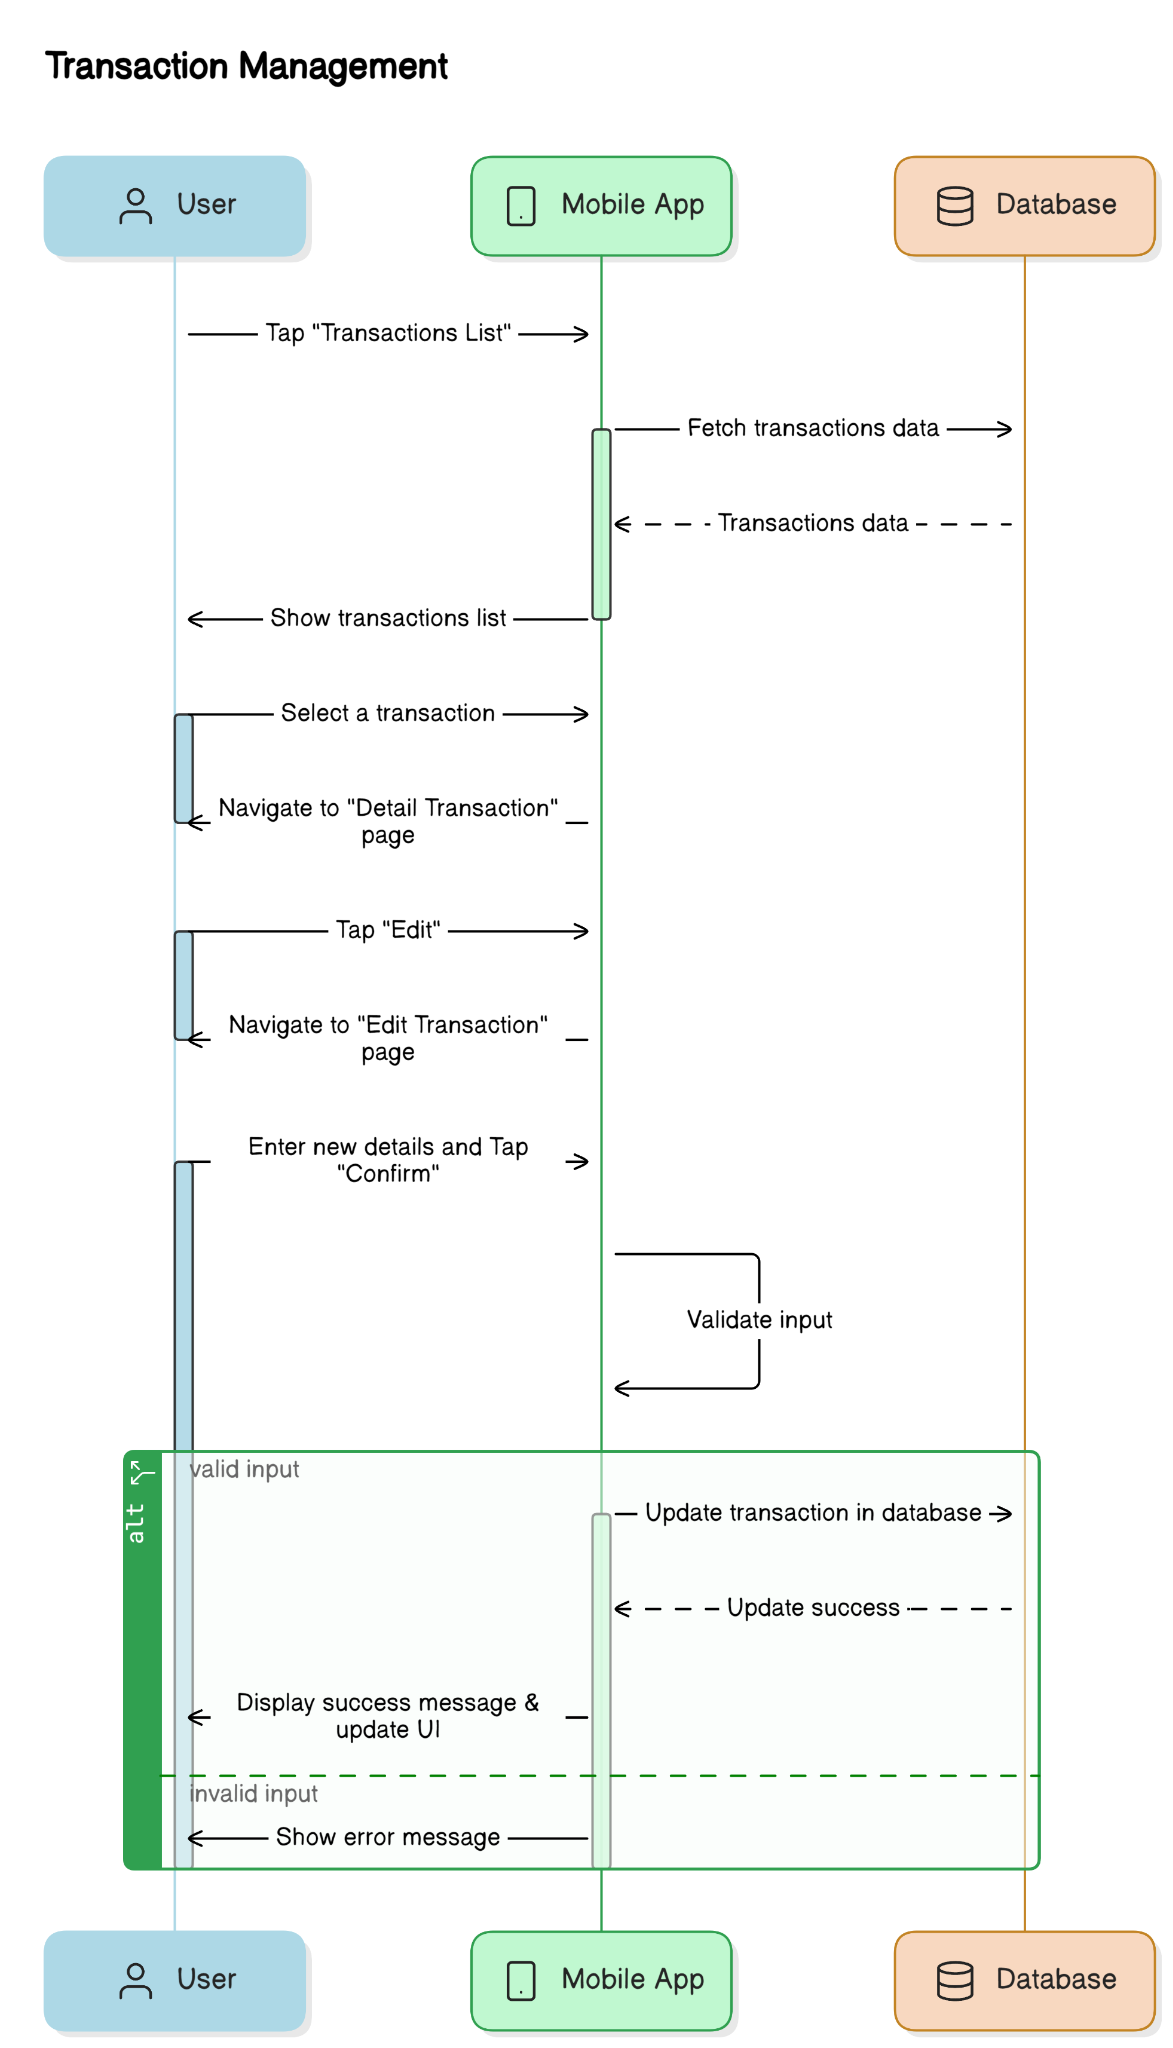 Transaction Management
User
Mobile App
Database
Tap "Transactions List"
Fetch transactions data
Transactions data
Show transactions list
Select a transaction
Navigate to "Detail Transaction"
page
Tap "Edit"
Navigate to "Edit Transaction"
page
Enter new details and Tap
"Confirm"
Validate input
alt
valid input
Update transaction in database
Update success
Display success message &
update UI
invalid input
Show error message
User
Mobile App
Database